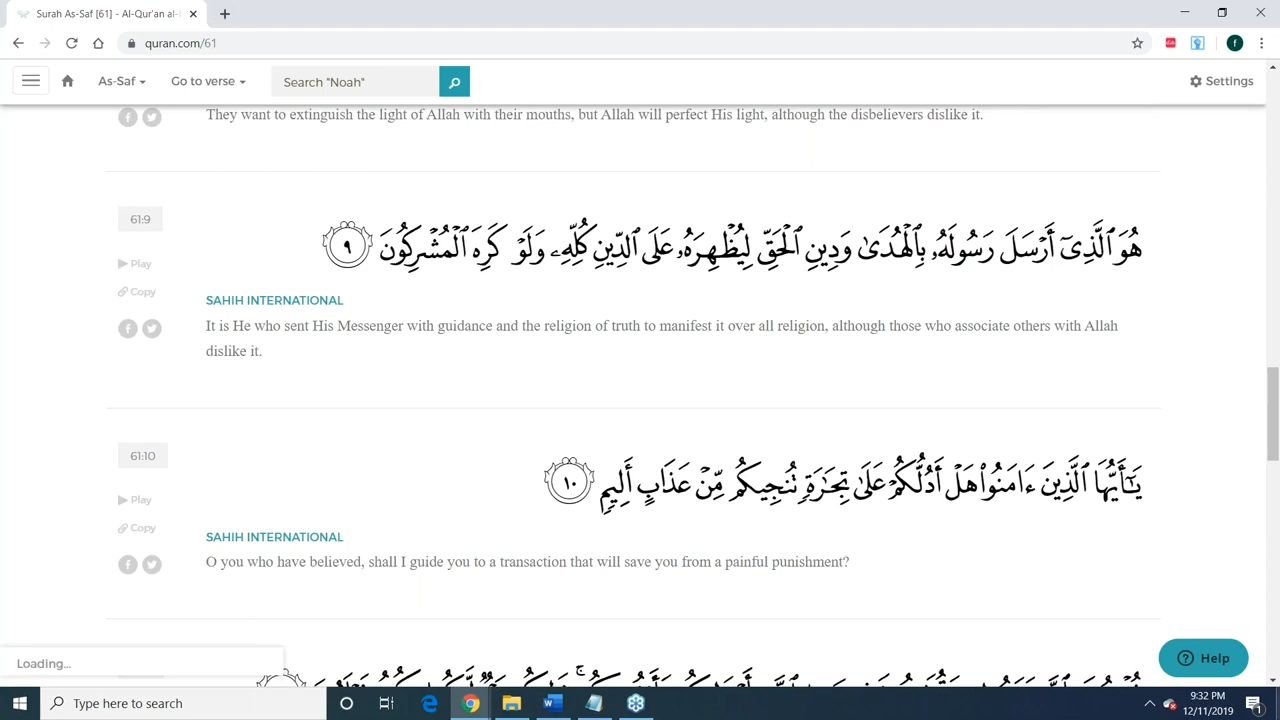 Surah As-Saf [61] - Al-Qur'an al-
quran.com/61
As-Saf
Go to verse
Search "Noah"
Settings
They want to extinguish the light of Allah with their mouths, but Allah will perfect His light, although the disbelievers dislike it.
61:9
هُوَ ٱلَّذِىٓ أَرْسَلَ رَسُولَهُۥ بِٱلْهُدَىٰ وَدِينِ ٱلْحَقِّ لِيُظْهِرَهُۥ عَلَى ٱلدِّينِ كُلِّهِۦ وَلَوْ كَرِهَ ٱلْمُشْرِكُونَ ٩
Play
Copy
SAHIH INTERNATIONAL
It is He who sent His Messenger with guidance and the religion of truth to manifest it over all religion, although those who associate others with Allah
dislike it.
61:10
يَـٰٓأَيُّهَا ٱلَّذِينَ ءَامَنُوا۟ هَلْ أَدُلُّكُمْ عَلَىٰ تِجَـٰرَةٍ تُنجِيكُم مِّنْ عَذَابٍ أَلِيمٍ ١٠
Play
Copy
SAHIH INTERNATIONAL
O you who have believed, shall I guide you to a transaction that will save you from a painful punishment?
Loading...
Help
Type here to search
9:32 PM
12/11/2019